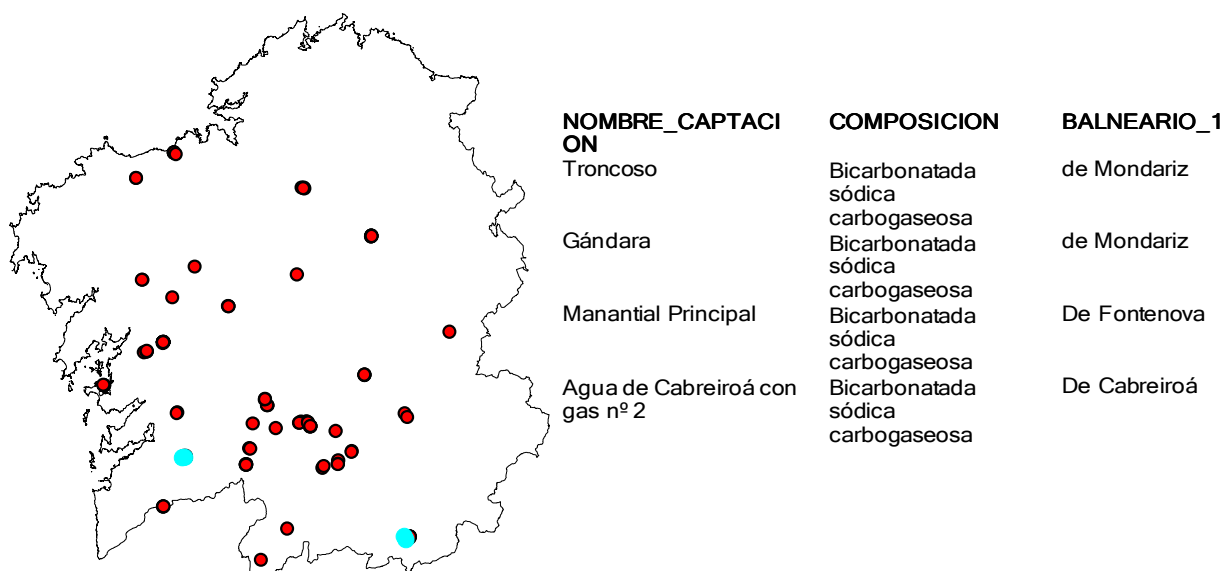 NOMBRE_CAPTACI COMPOSICION BALNEARIO_1
ON
Troncoso Bicarbonatada de Mondariz
sódica
carbogaseosa
Gándara Bicarbonatada de Mondariz
sódica
carbogaseosa
Manantial Principal Bicarbonatada De Fontenova
sódica
carbogaseosa
Agua de Cabreiroá con Bicarbonatada De Cabreiroá
gas nº 2 sódica
carbogaseosa